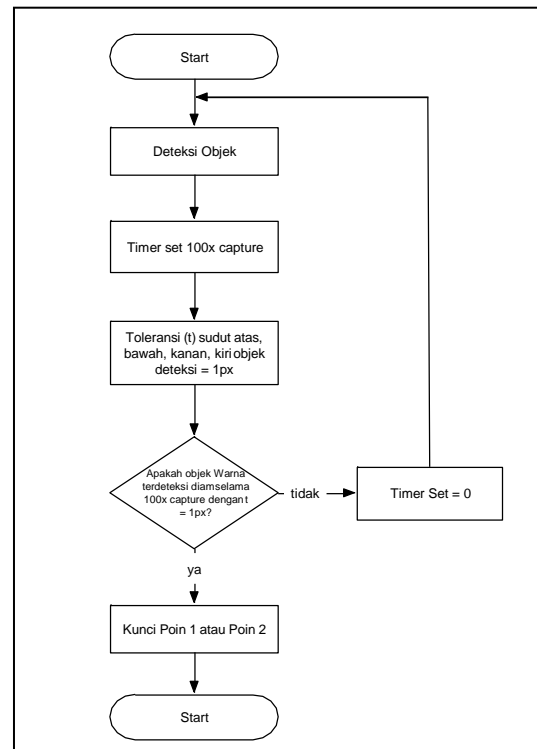 Start
Deteksi Objek
Timer set 100x capture
Toleransi (t) sudut atas,
bawah, kanan, kiri objek
deteksi = 1px
Apakah objek Warna
terdeteksi diamselama
100x capture dengan t
= 1px?
tidak
Timer Set = 0
ya
Kunci Poin 1 atau Poin 2
Start